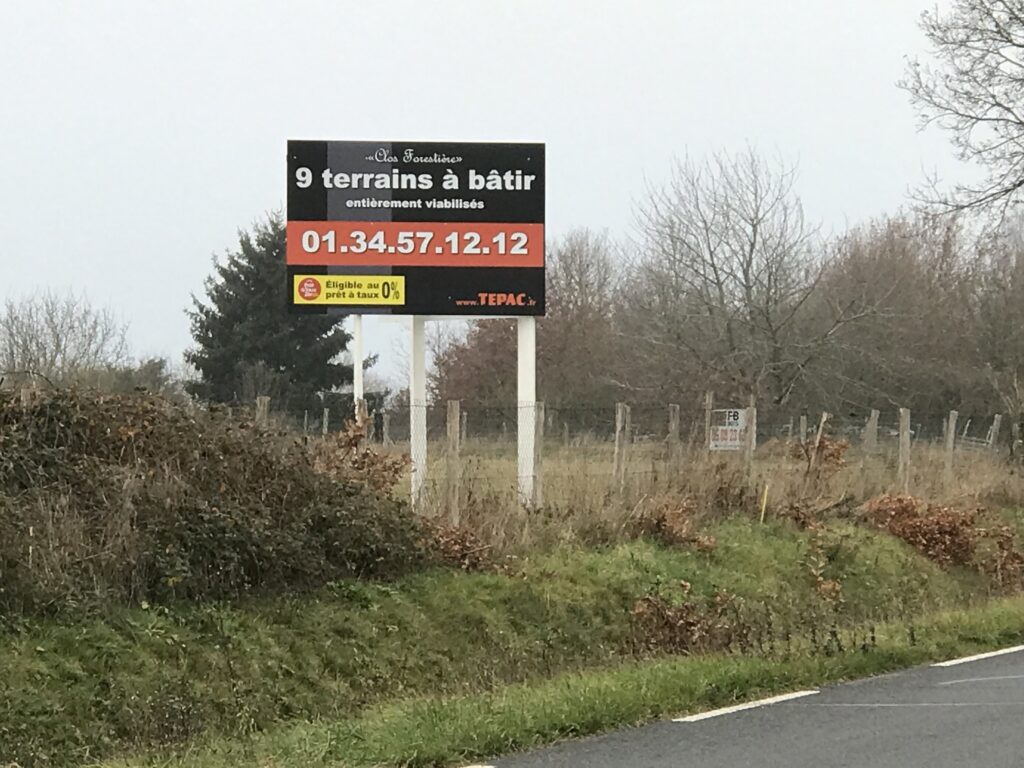 «Clos Forestière»
9 terrains à bâtir
entièrement viabilisés
01.34.57.12.12
Éligible au
prêt à taux 0%
www.TEPAC.fr